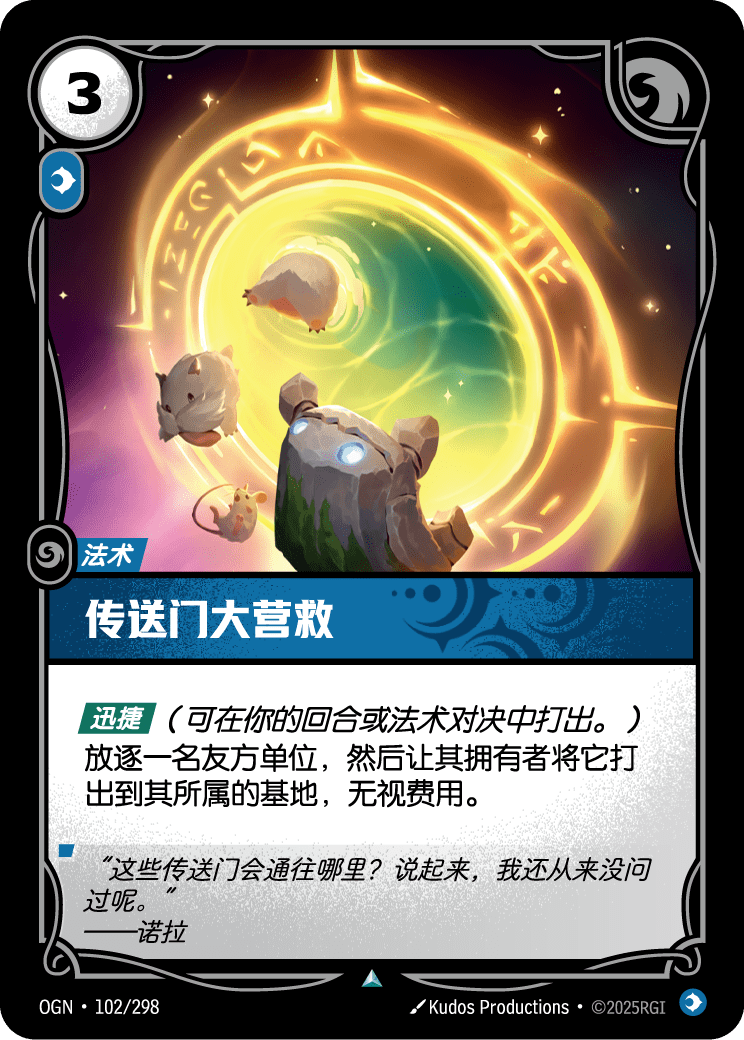 3
法术
传送门大营救
迅捷（可在你的回合或法术对决中打出。）
放逐一名友方单位，然后让其拥有者将它打
出到其所属的基地，无视费用。
“这些传送门会通往哪里？说起来，我还从来没问
过呢。”
——诺拉
OGN • 102/298
Kudos Productions • ©2025RGI